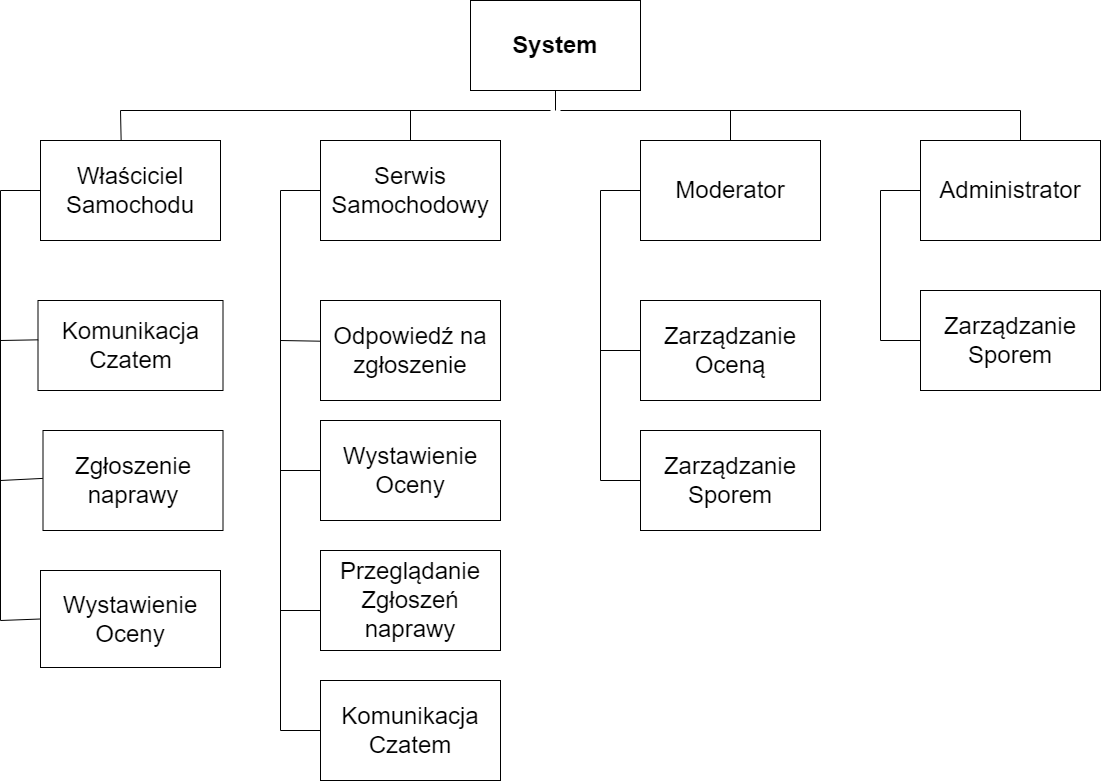 System
Właściciel
Samochodu
Serwis
Samochodowy
Moderator
Administrator
Komunikacja
Czatem
Odpowiedź na
zgłoszenie
Zarządzanie
Oceną
Zarządzanie
Sporem
Zgłoszenie
naprawy
Wystawienie
Oceny
Zarządzanie
Sporem
Wystawienie
Oceny
Przeglądanie
Zgłoszeń
naprawy
Komunikacja
Czatem